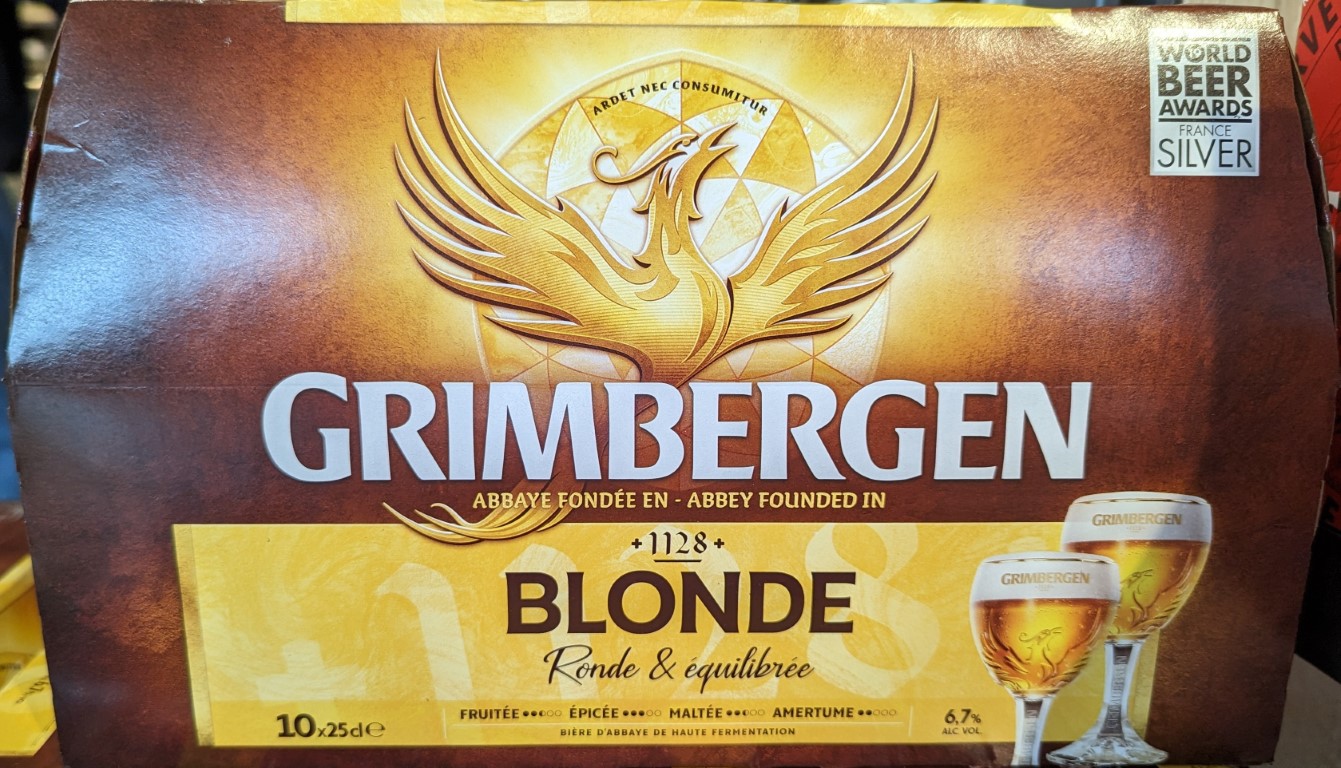 ARDET NEC CONSUMITUR
WORLD
BEER
AWARDS
FRANCE
SILVER
GRIMBERGEN
ABBAYE FONDÉE EN - ABBEY FOUNDED IN
1128
BLONDE
Ronde & équilibrée
FRUITÉE ÉPICÉE MALTÉE AMERTUME
BIÈRE D'ABBAYE DE HAUTE FERMENTATION
10x25cl e
6,7%
ALC VOL.
GRIMBERGEN
GRIMBERGEN
1128